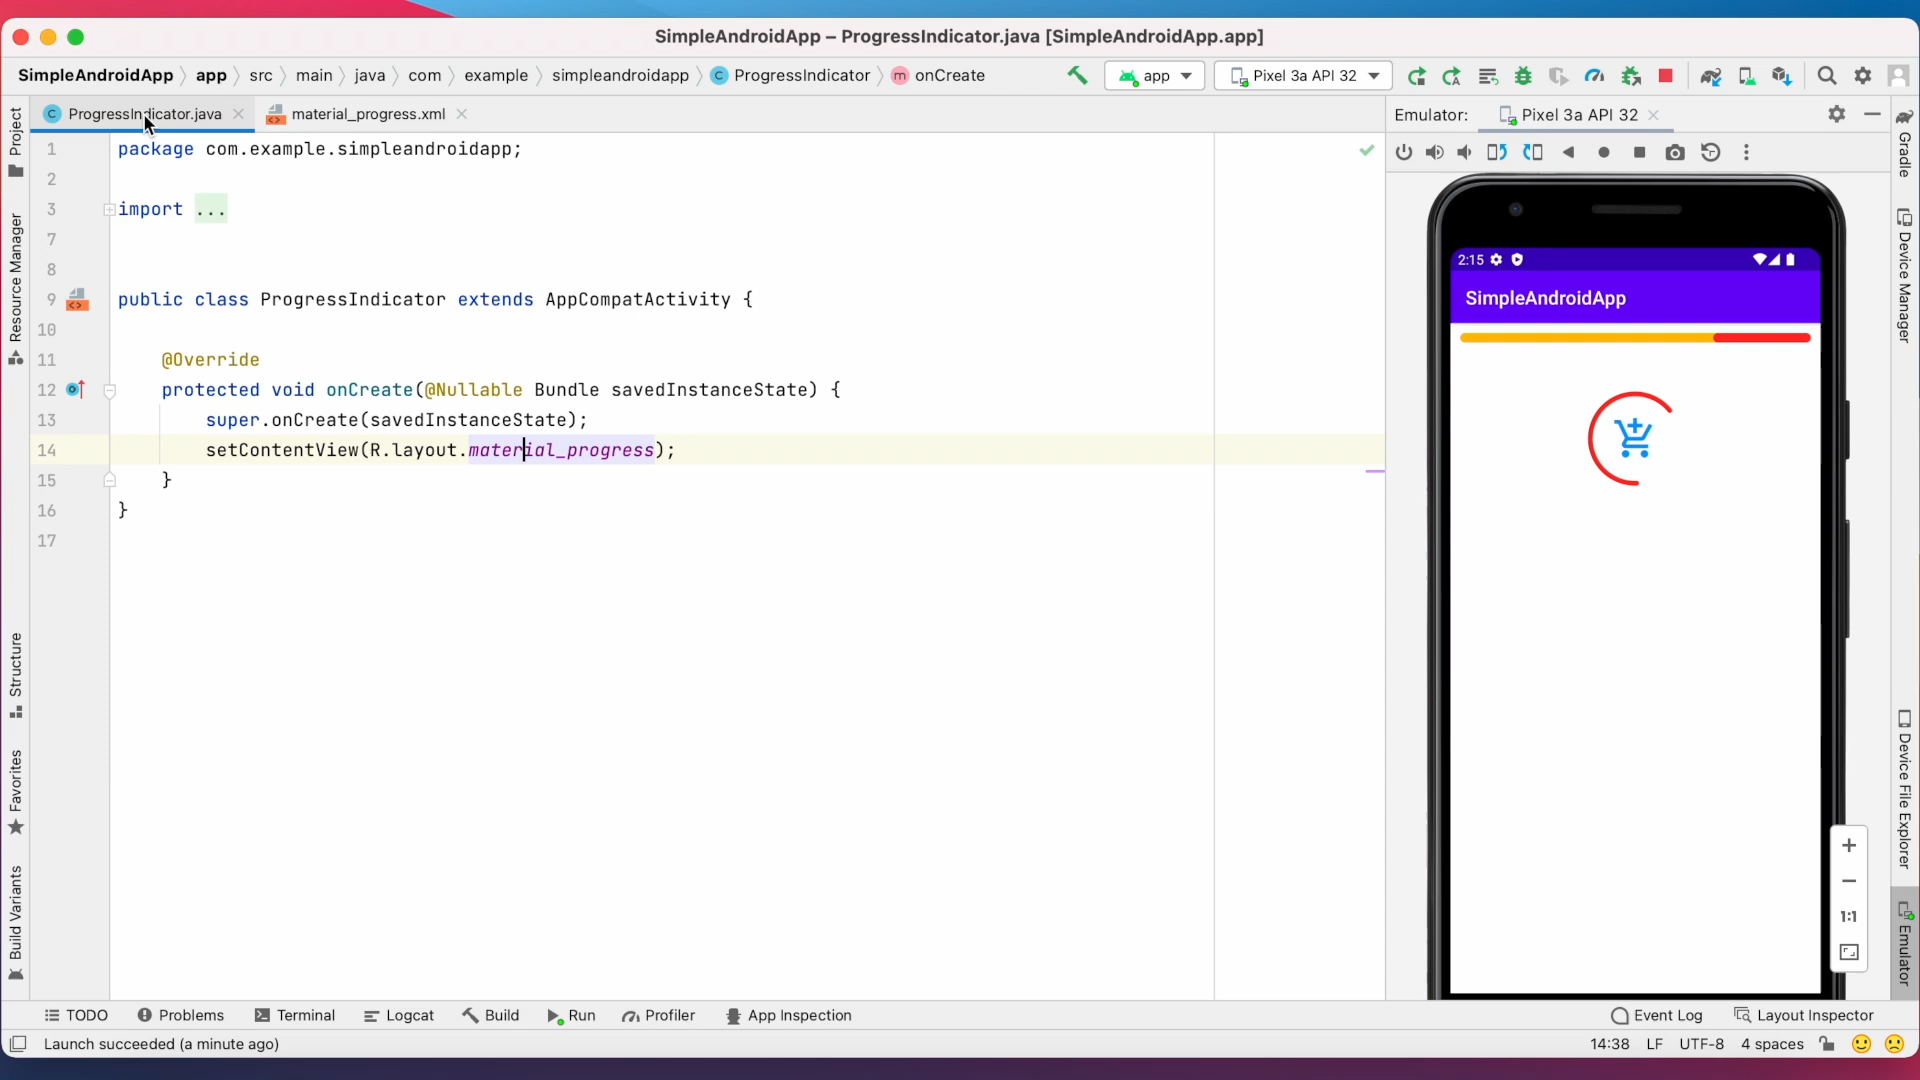 SimpleAndroidApp – ProgressIndicator.java [SimpleAndroidApp.app]
SimpleAndroidApp app src main java com example simpleandroidapp C ProgressIndicator m onCreate app Pixel 3a API 32
C ProgressIndicator.java material_progress.xml
Emulator: Pixel 3a API 32
1 package com.example.simpleandroidapp;
2
3 import ...
7
8
9 public class ProgressIndicator extends AppCompatActivity {
10
11 @Override
12 protected void onCreate(@Nullable Bundle savedInstanceState) {
13 super.onCreate(savedInstanceState);
14 setContentView(R.layout.material_progress);
15 }
16 }
17
Project
Resource Manager
Structure
Favorites
Build Variants
2:15
SimpleAndroidApp
1:1
Gradle
Device Manager
Device File Explorer
Emulator
TODO Problems Terminal Logcat Build Run Profiler App Inspection Event Log Layout Inspector
Launch succeeded (a minute ago) 14:38 LF UTF-8 4 spaces